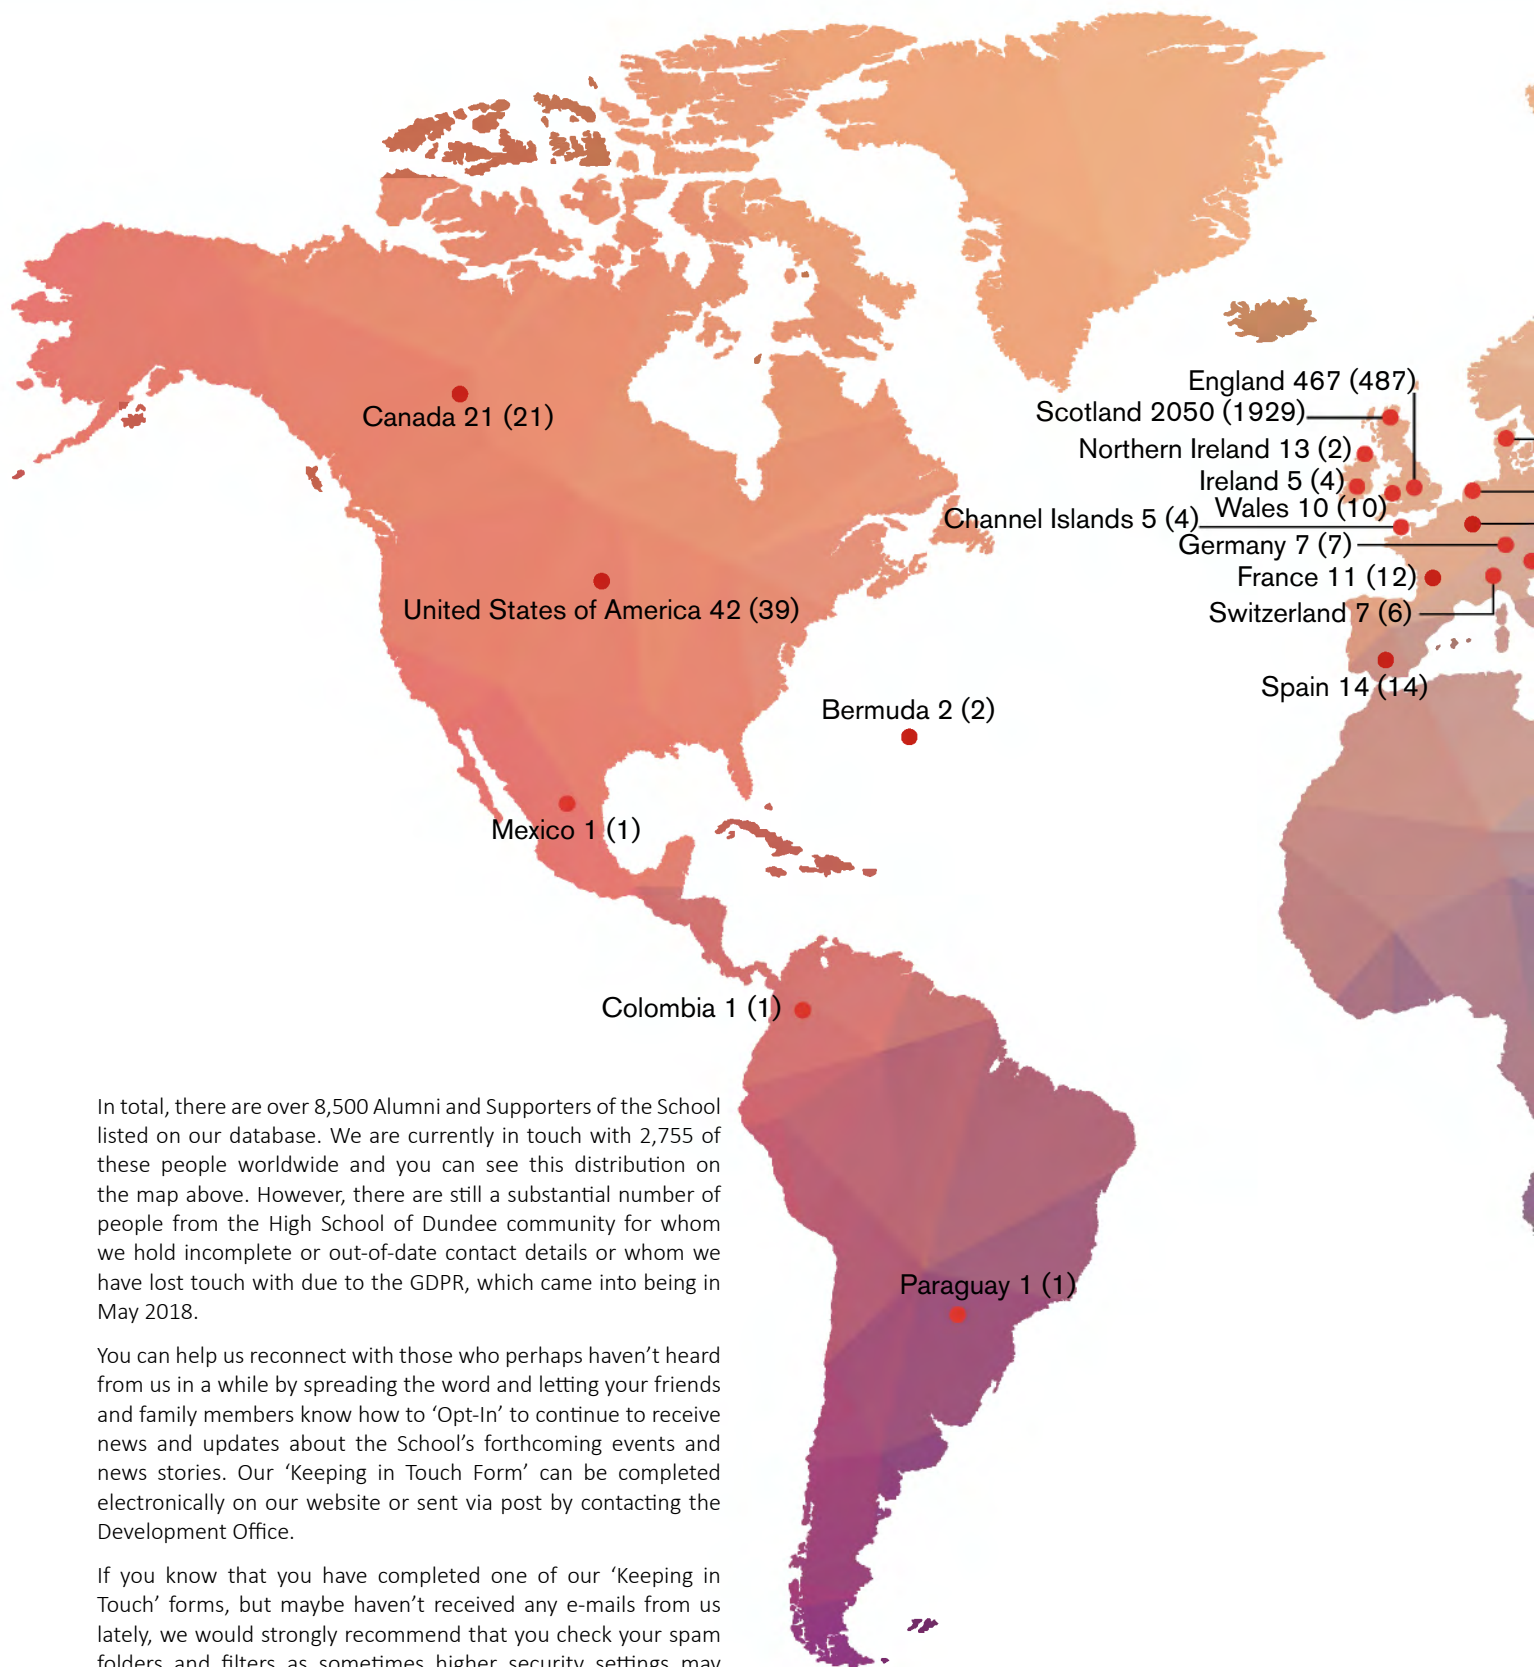 England 467 (487)
Scotland 2050 (1929)
Canada 21 (21)
Northern Ireland 13 (2)
Ireland 5 (4)
Wales 10 (10)
Channel Islands 5 (4)
Germany 7 (7)
France 11 (12)
United States of America 42 (39)
Switzerland 7 (6)
Spain 14 (14)
Bermuda 2 (2)
Mexico 1 (1)
Colombia 1 (1)
Paraguay 1 (1)
In total, there are over 8,500 Alumni and Supporters of the School
listed on our database. We are currently in touch with 2,755 of
these people worldwide and you can see this distribution on
the map above. However, there are still a substantial number of
people from the High School of Dundee community for whom
we hold incomplete or out-of-date contact details or whom we
have lost touch with due to the GDPR, which came into being in
May 2018.
You can help us reconnect with those who perhaps haven’t heard
from us in a while by spreading the word and letting your friends
and family members know how to ‘Opt-In’ to continue to receive
news and updates about the School’s forthcoming events and
news stories. Our ‘Keeping in Touch Form’ can be completed
electronically on our website or sent via post by contacting the
Development Office.
If you know that you have completed one of our ‘Keeping in
Touch’ forms, but maybe haven’t received any e-mails from us
lately, we would strongly recommend that you check your spam
folders and filters as sometimes higher security settings may